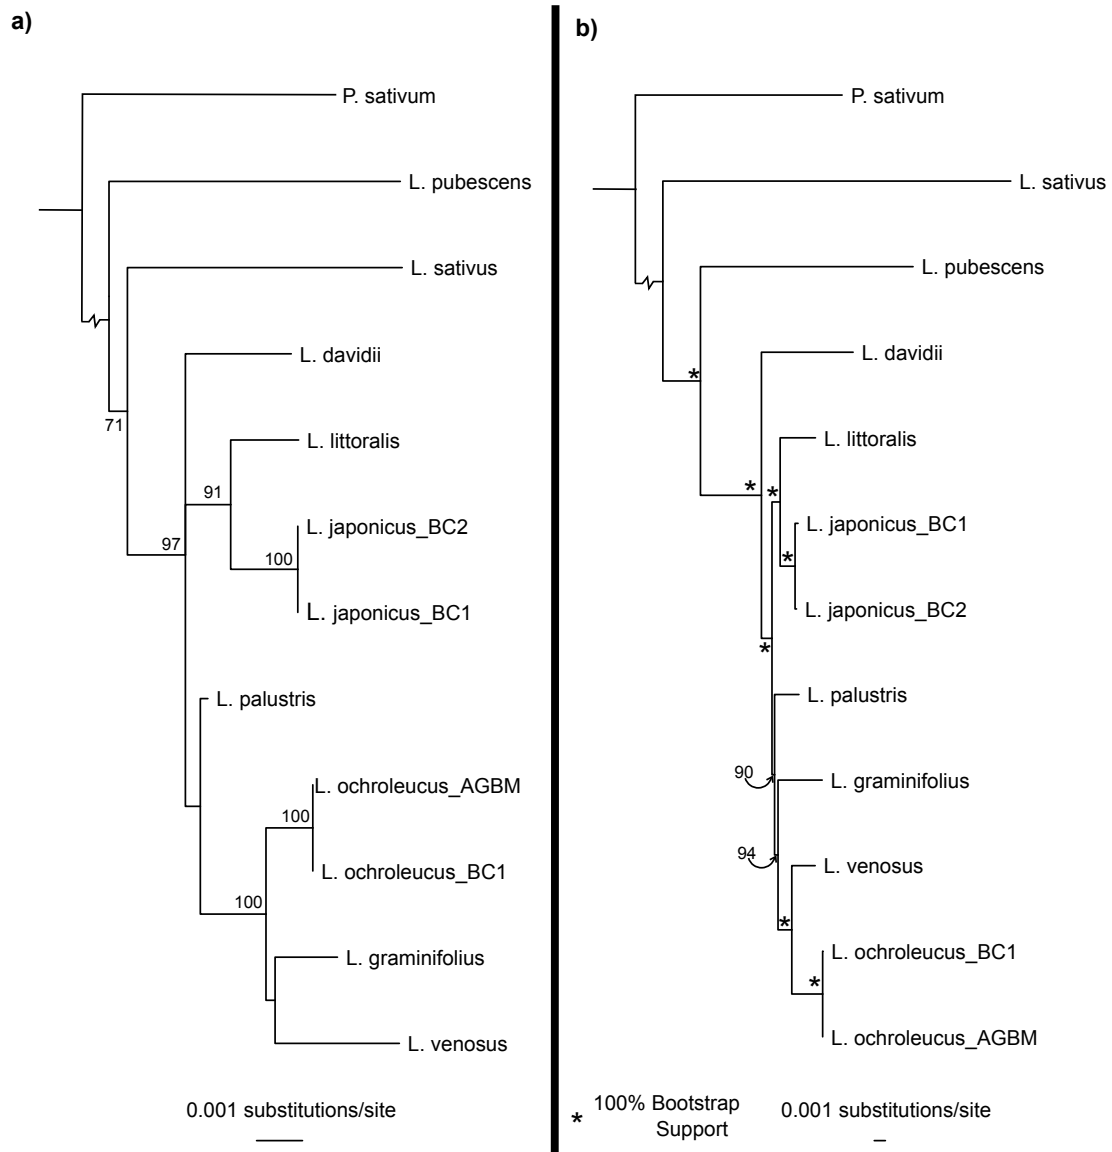 a)
P. sativum
L. pubescens
L. sativus
71
L. davidii
L. littoralis
91
L. japonicus_BC2
97
100
L. japonicus_BC1
L. palustris
L. ochroleucus_AGBM
100
L. ochroleucus_BC1
100
L. graminifolius
L. venosus
0.001 substitutions/site
b)
P. sativum
L. sativus
L. pubescens
*
L. davidii
L. littoralis
*
*
L. japonicus_BC1
*
L. japonicus_BC2
*
L. palustris
90
L. graminifolius
94
L. venosus
*
L. ochroleucus_BC1
*
L. ochroleucus_AGBM
* 100% Bootstrap
Support
0.001 substitutions/site